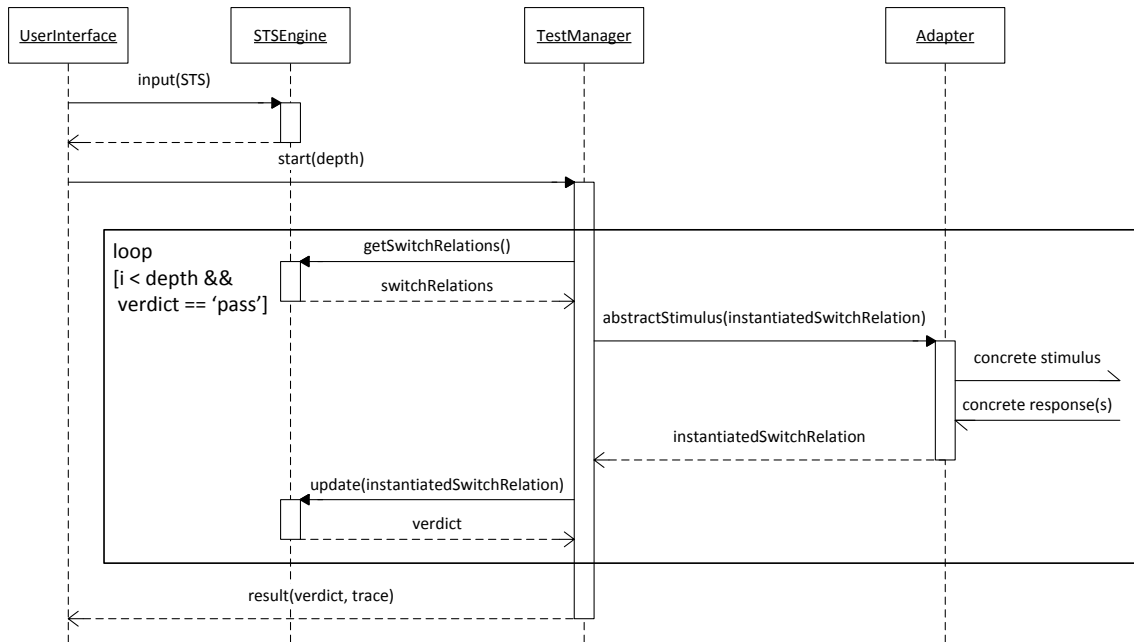 UserInterface
STSEngine
TestManager
Adapter
input(STS)
start(depth)
loop
[i < depth &&
verdict == ‘pass’]
getSwitchRelations()
switchRelations
abstractStimulus(instantiatedSwitchRelation)
concrete stimulus
concrete response(s)
instantiatedSwitchRelation
update(instantiatedSwitchRelation)
verdict
result(verdict, trace)